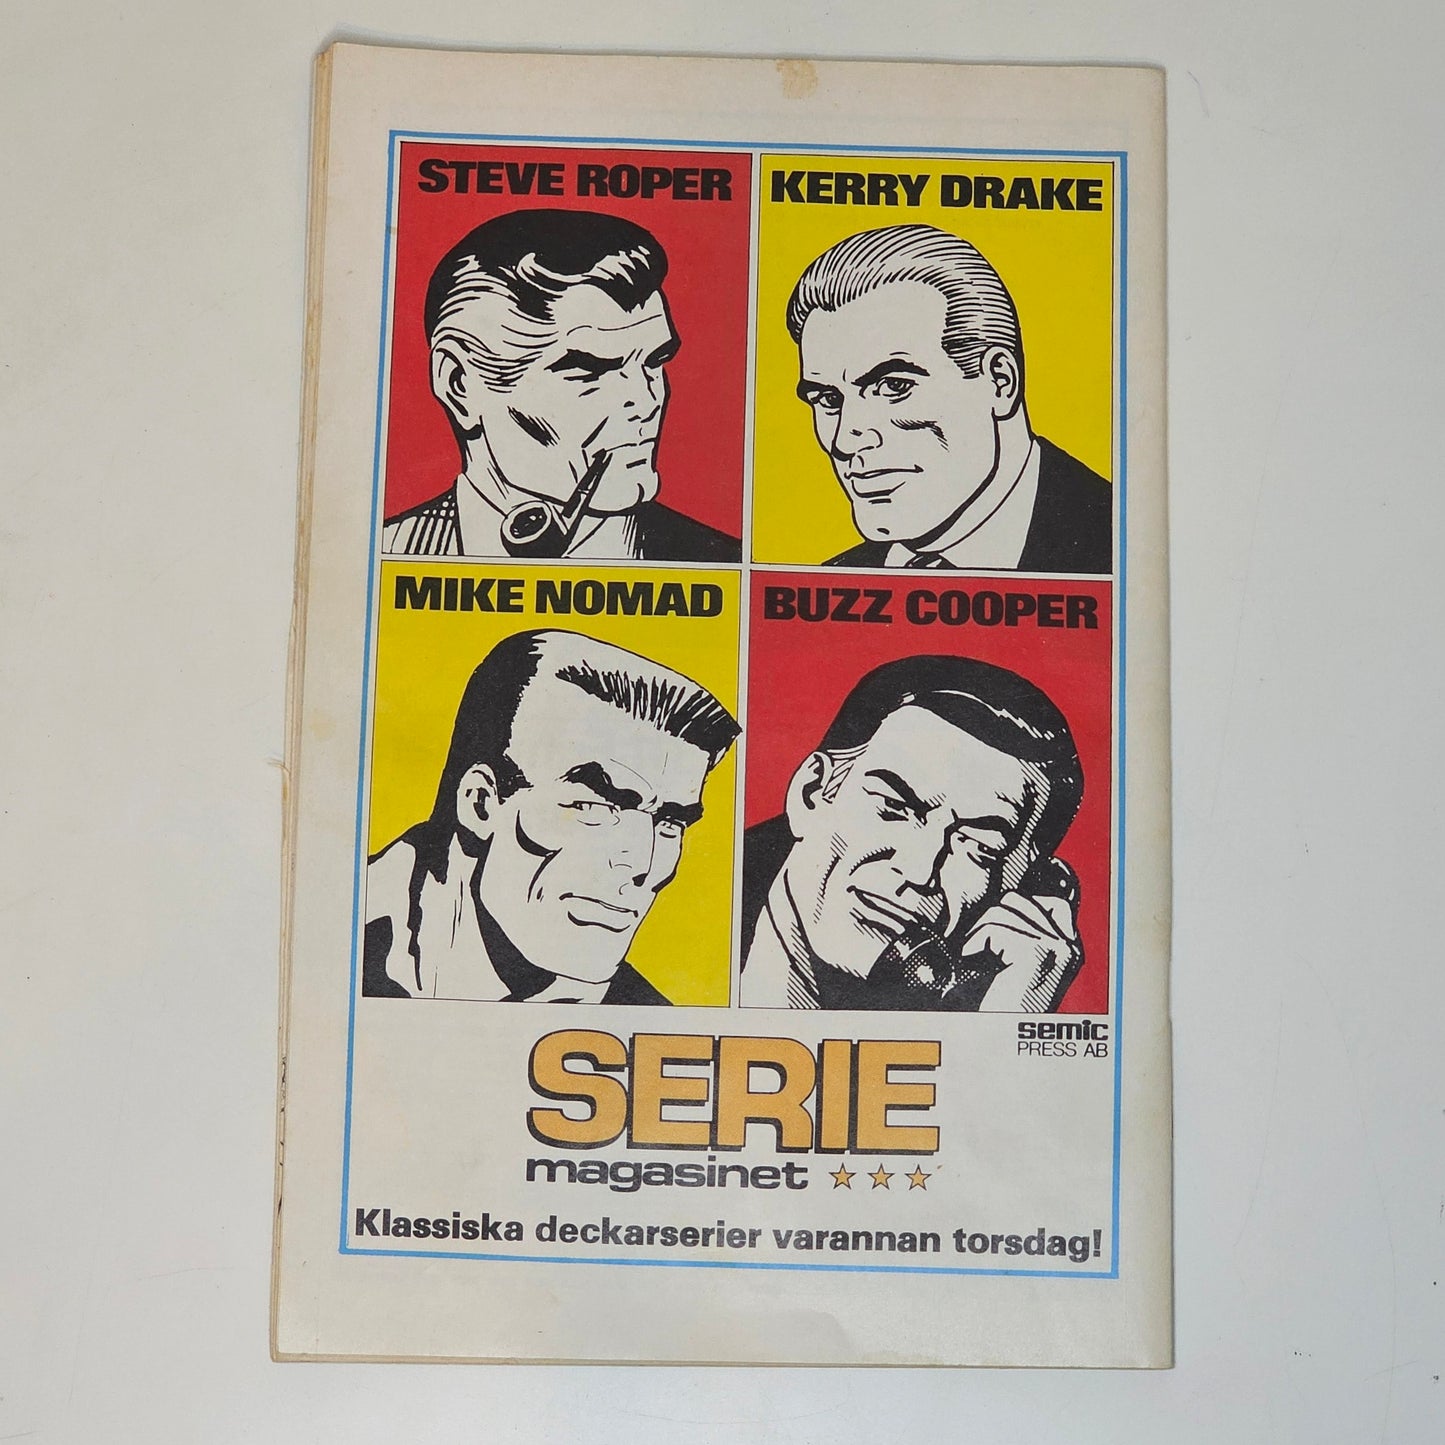 STEVE ROPER
KERRY DRAKE
MIKE NOMAD
BUZZ COOPER
semic
PRESS AB
SERIE
magasinet
Klassiska deckarserier varannan torsdag!